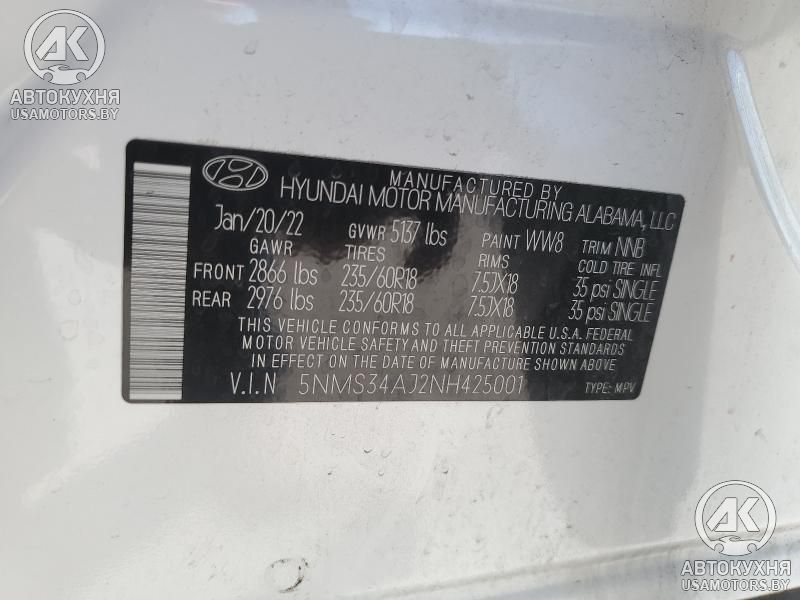 AK
АВТОКУХНЯ
USAMOTORS.BY
MANUFACTURED BY
HYUNDAI MOTOR MANUFACTURING ALABAMA, LLC
Jan/20/22 GVWR 5137 lbs PAINT WW8 TRIM NNB
GAWR TIRES RIMS COLD TIRE INFL
FRONT 2866 lbs 235/60R18 7.5JX18 35 psi SINGLE
REAR 2976 lbs 235/60R18 7.5JX18 35 psi SINGLE
THIS VEHICLE CONFORMS TO ALL APPLICABLE U.S.A. FEDERAL
MOTOR VEHICLE SAFETY AND THEFT PREVENTION STANDARDS
IN EFFECT ON THE DATE OF MANUFACTURE SHOWN ABOVE
V.I.N 5NMS34AJ2NH425001 TYPE: MPV
AK
АВТОКУХНЯ
USAMOTORS.BY